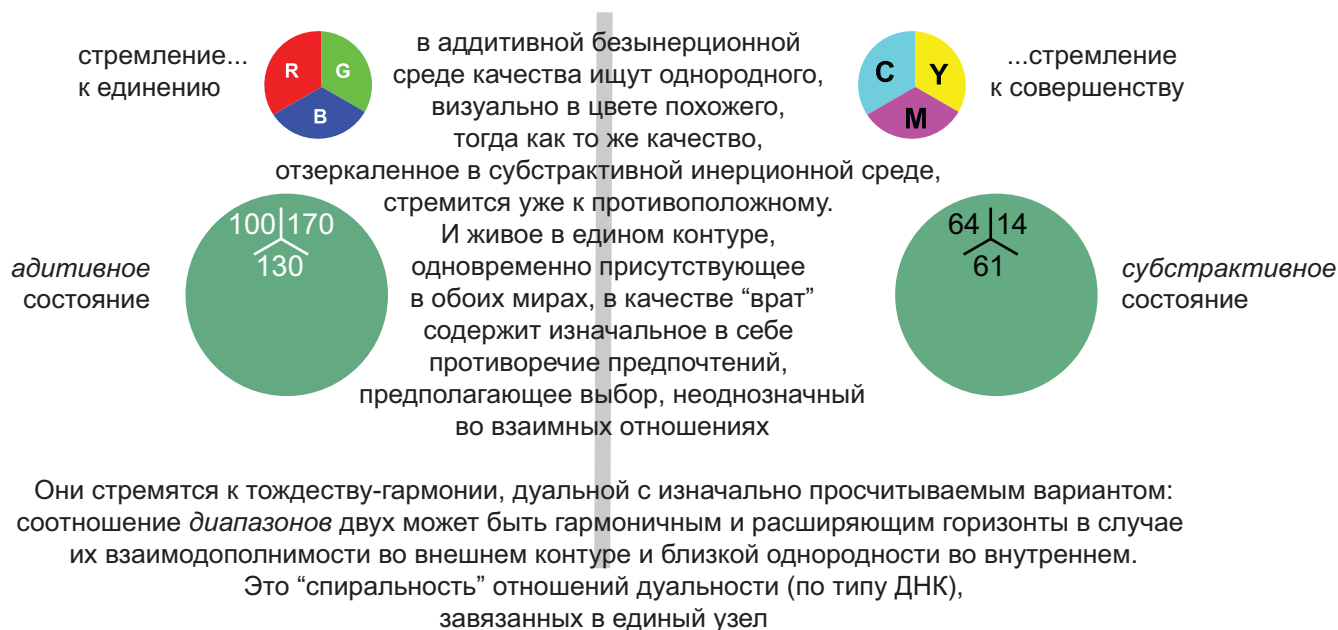 стремление...
к единению
R G
B
в аддитивной безынерционной
среде качества ищут однородного,
визуально в цвете похожего,
тогда как то же качество,
отзеркаленное в субстрактивной инерционной среде,
стремится уже к противоположному.
И живое в едином контуре,
одновременно присутствующее
в обоих мирах, в качестве “врат”
содержит изначальное в себе
противоречие предпочтений,
предполагающее выбор, неоднозначный
во взаимных отношениях
C Y
M
...стремление
к совершенству
адитивное
состояние
100 170
130
64 14
61
субстрактивное
состояние
Они стремятся к тождеству-гармонии, дуальной с изначально просчитываемым вариантом:
соотношение диапазонов двух может быть гармоничным и расширяющим горизонты в случае
их взаимодополнимости во внешнем контуре и близкой однородности во внутреннем.
Это “спиральность” отношений дуальности (по типу ДНК),
завязанных в единый узел